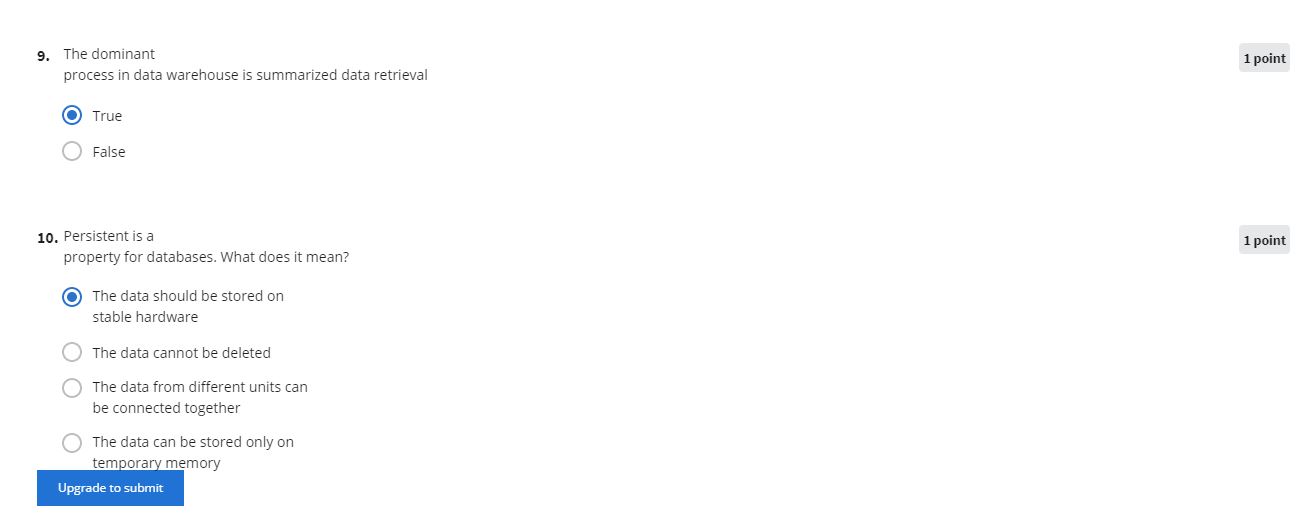 9. The dominant
1 point
process in data warehouse is summarized data retrieval
True
False
10. Persistent is a
1 point
property for databases. What does it mean?
The data should be stored on
stable hardware
The data cannot be deleted
The data from different units can
be connected together
The data can be stored only on
temporary memory
Upgrade to submit